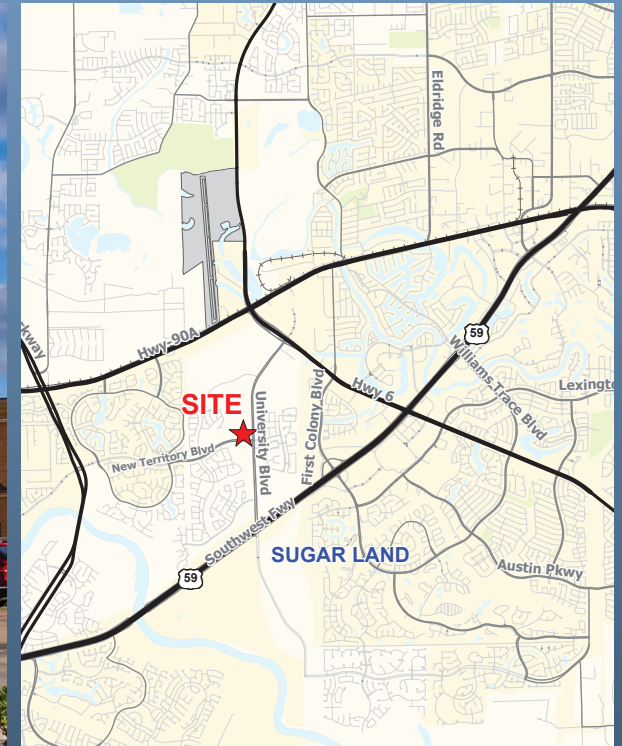 Eldridge Rd
59
kway
Hwy-90A
Williams Trace Blvd
Lexingto
Hwy 6
First Colony Blvd
SITE
University Blvd
New Territory Blvd
Southwest Fwy
SUGAR LAND
59
Austin Pkwy